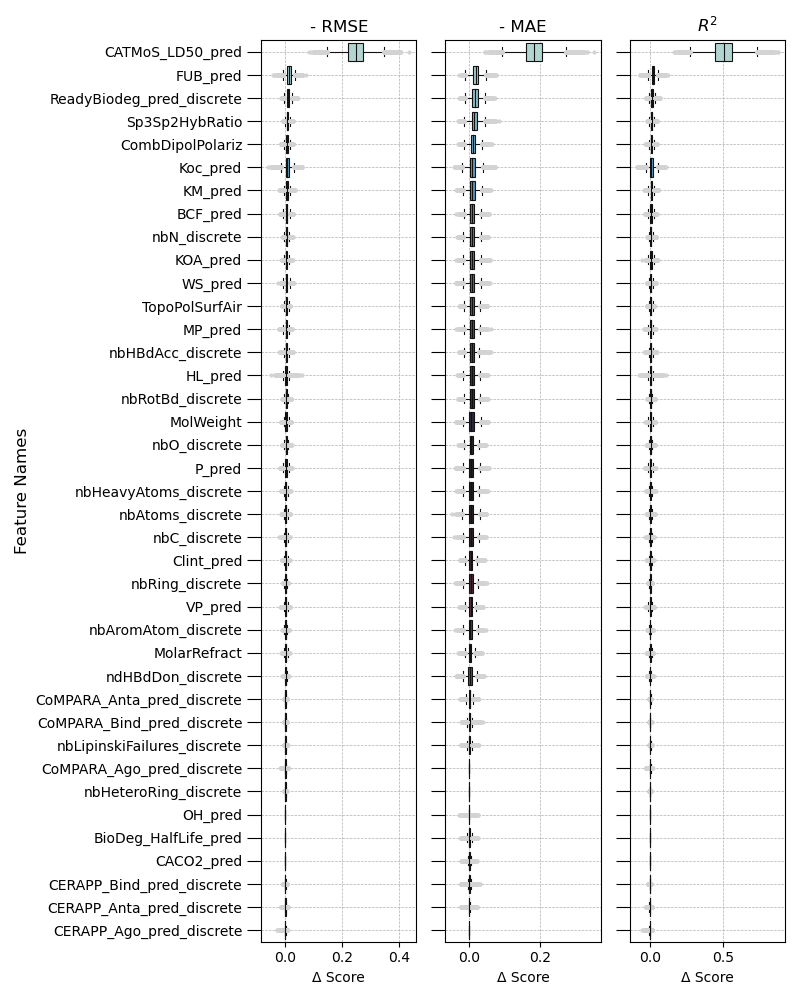 - RMSE
- MAE
R²
CATMoS_LD50_pred
FUB_pred
ReadyBiodeg_pred_discrete
Sp3Sp2HybRatio
CombDipolPolariz
Koc_pred
KM_pred
BCF_pred
nbN_discrete
KOA_pred
WS_pred
TopoPolSurfAir
MP_pred
nbHBdAcc_discrete
HL_pred
nbRotBd_discrete
MolWeight
nbO_discrete
P_pred
nbHeavyAtoms_discrete
nbAtoms_discrete
nbC_discrete
Clint_pred
nbRing_discrete
VP_pred
nbAromAtom_discrete
MolarRefract
ndHBdDon_discrete
CoMPARA_Anta_pred_discrete
CoMPARA_Bind_pred_discrete
nbLipinskiFailures_discrete
CoMPARA_Ago_pred_discrete
nbHeteroRing_discrete
OH_pred
BioDeg_HalfLife_pred
CACO2_pred
CERAPP_Bind_pred_discrete
CERAPP_Anta_pred_discrete
CERAPP_Ago_pred_discrete
Feature Names
0.0 0.2 0.4
0.0 0.2
0.0 0.5
Δ Score
Δ Score
Δ Score